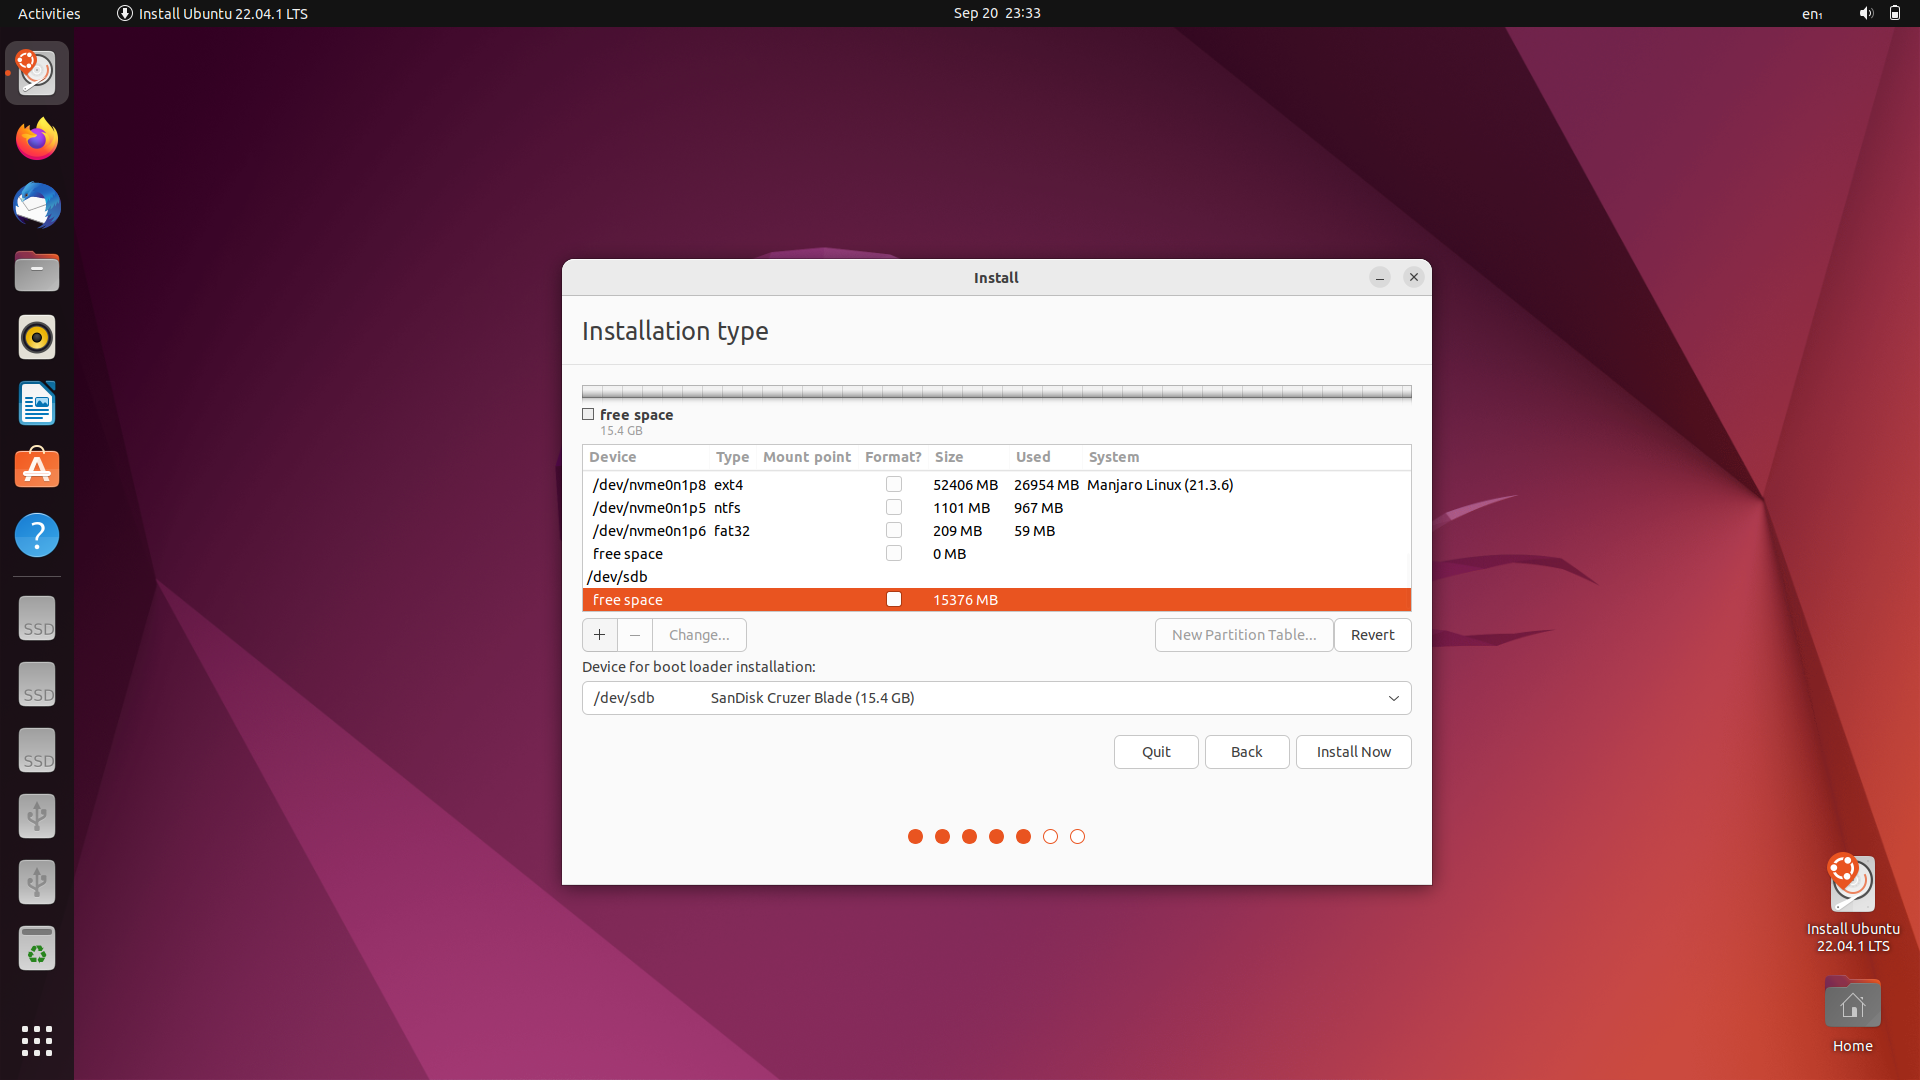 Activities
Install Ubuntu 22.04.1 LTS
Sep 20 23:33
en₁
Install
Installation type
free space
15.4 GB
Device Type Mount point Format? Size Used System
/dev/nvme0n1p8 ext4 52406 MB 26954 MB Manjaro Linux (21.3.6)
/dev/nvme0n1p5 ntfs 1101 MB 967 MB
/dev/nvme0n1p6 fat32 209 MB 59 MB
free space 0 MB
/dev/sdb
free space 15376 MB
+ − Change... New Partition Table... Revert
Device for boot loader installation:
/dev/sdb SanDisk Cruzer Blade (15.4 GB)
Quit Back Install Now
SSD
SSD
SSD
Install Ubuntu
22.04.1 LTS
Home